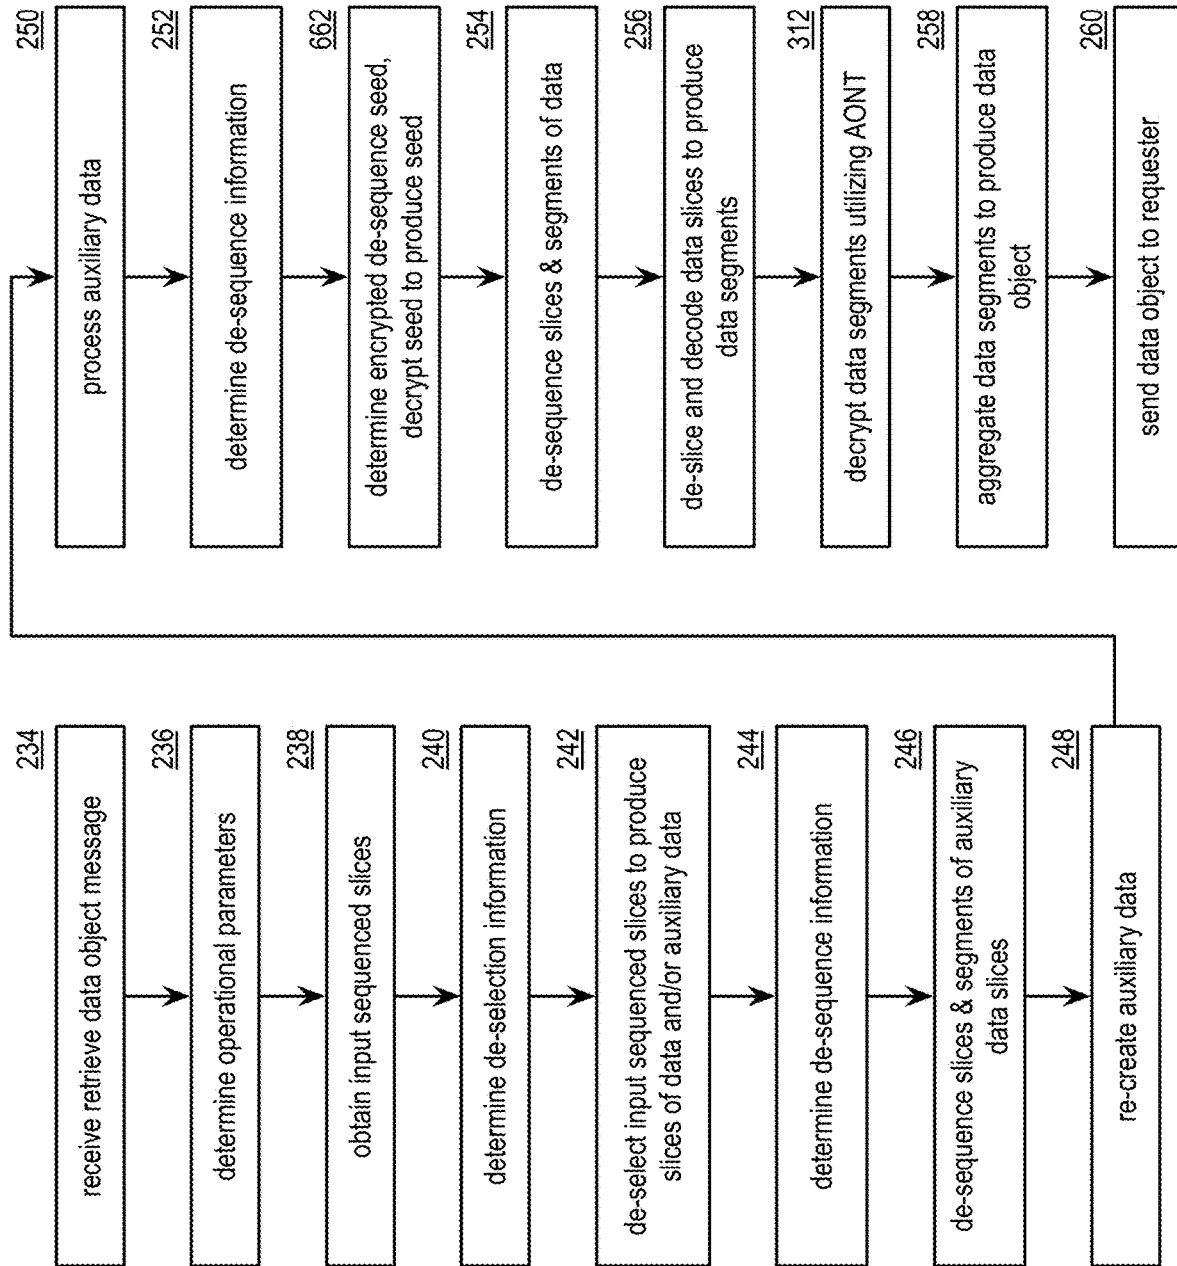 234
receive retrieve data object message
236
determine operational parameters
238
obtain input sequenced slices
240
determine de-selection information
242
de-select input sequenced slices to produce
slices of data and/or auxiliary data
244
determine de-sequence information
246
de-sequence slices & segments of auxiliary
data slices
248
re-create auxiliary data
250
process auxiliary data
252
determine de-sequence information
662
determine encrypted de-sequence seed,
decrypt seed to produce seed
254
de-sequence slices & segments of data
256
de-slice and decode data slices to produce
data segments
312
decrypt data segments utilizing AONT
258
aggregate data segments to produce data
object
260
send data object to requester